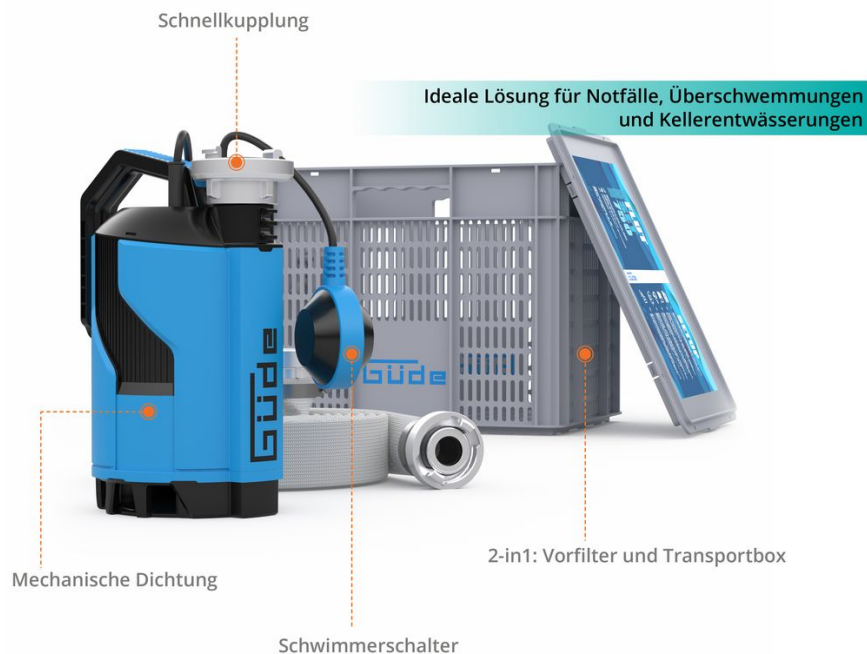 Schnellkupplung
Ideale Lösung für Notfälle, Überschwemmungen
und Kellerentwässerungen
Güde
Güde
2-in1: Vorfilter und Transportbox
Mechanische Dichtung
Schwimmerschalter